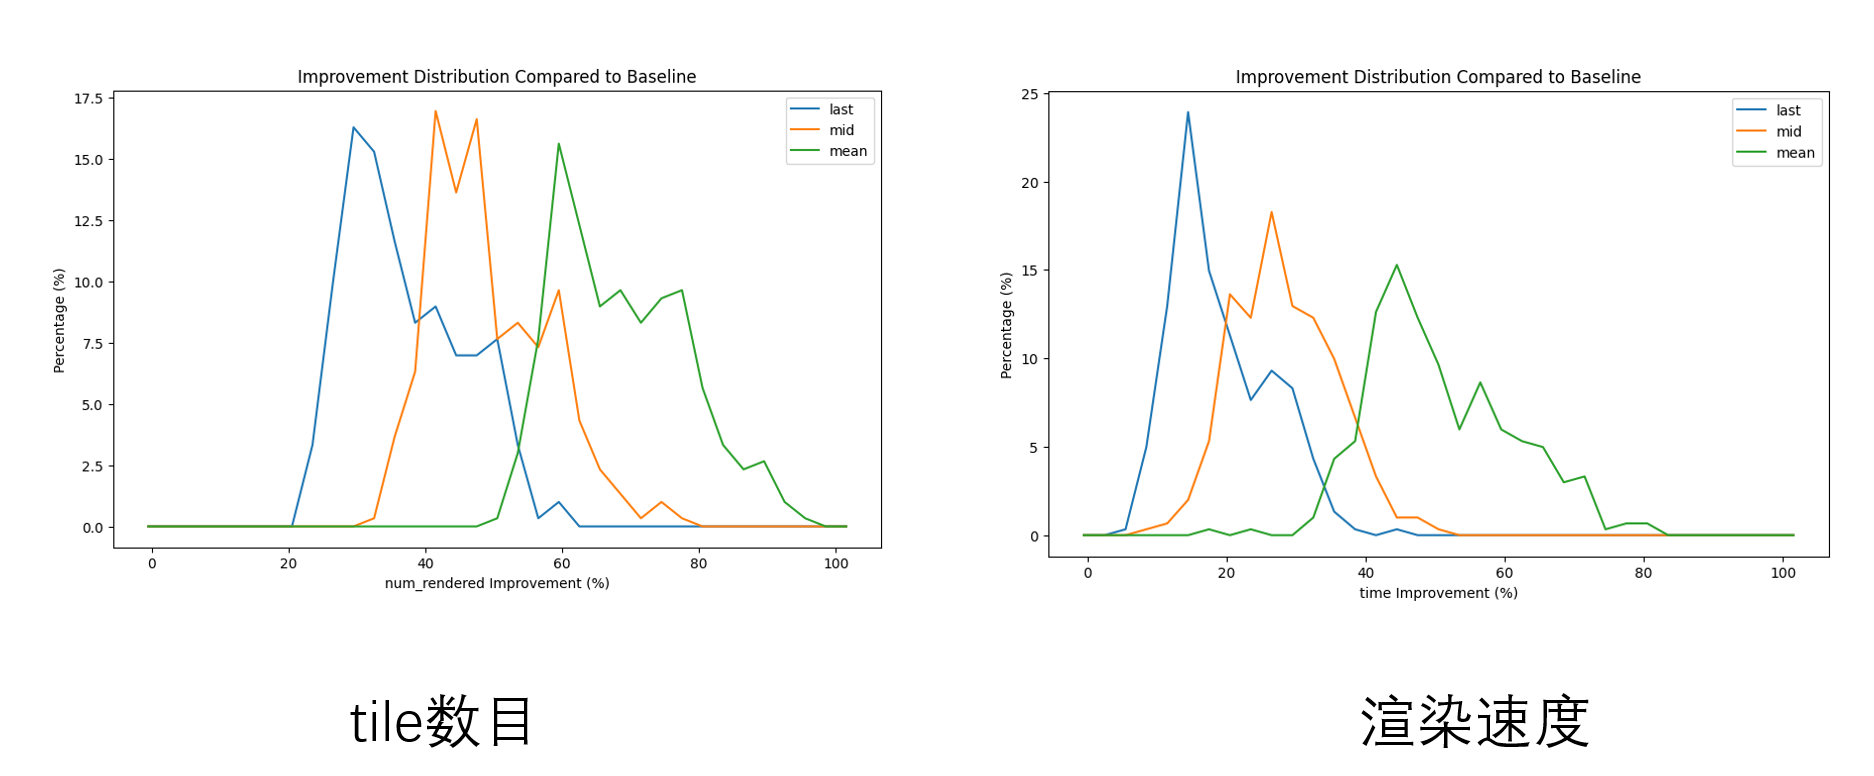 Improvement Distribution Compared to Baseline
17.5
15.0
12.5
10.0
7.5
5.0
2.5
0.0
Percentage (%)
last
mid
mean
0 20 40 60 80 100
num_rendered Improvement (%)
tile数目
Improvement Distribution Compared to Baseline
25
20
15
10
5
0
Percentage (%)
last
mid
mean
0 20 40 60 80 100
time Improvement (%)
渲染速度